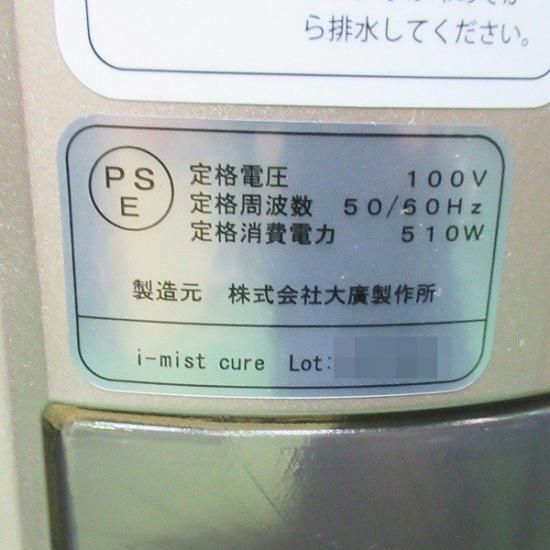 ら排水してください。
PS
E
定格電圧 100V
定格周波数 50/60Hz
定格消費電力 510W
製造元 株式会社大廣製作所
i-mist cure Lot: